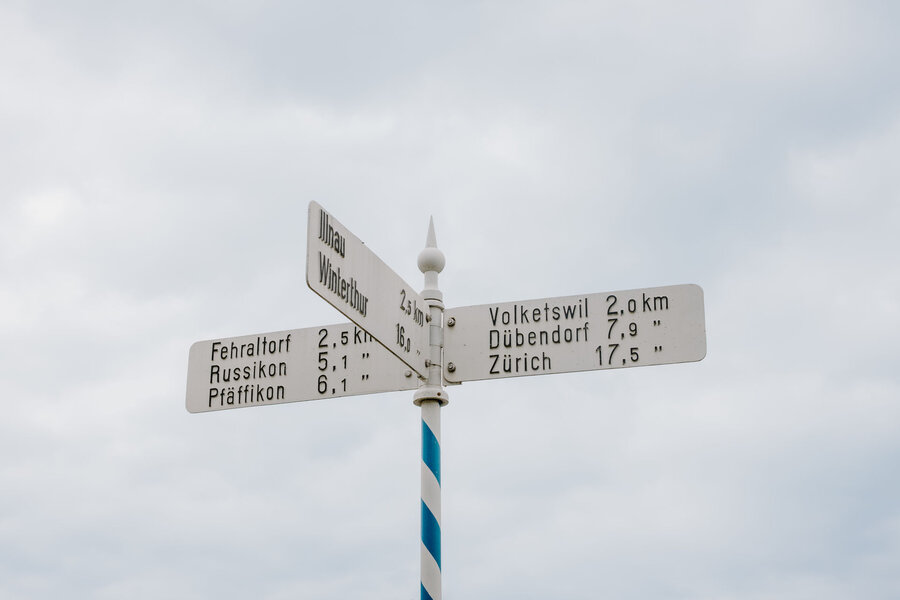 Illnau 2,5 km
Winterthur 16,0 "
Volketswil 2,0 km
Dübendorf 7,9 "
Zürich 17,5 "
Fehraltorf 2,5 km
Russikon 5,1 "
Pfäffikon 6,1 "